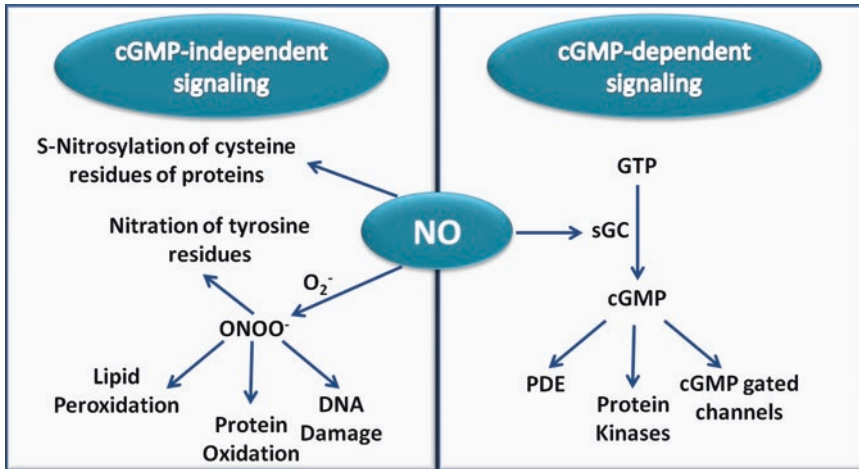 cGMP-independent
signaling
S-Nitrosylation of cysteine
residues of proteins
Nitration of tyrosine
residues
O₂⁻
ONOO⁻
Lipid
Peroxidation
Protein
Oxidation
DNA
Damage
NO
cGMP-dependent
signaling
GTP
sGC
cGMP
PDE
Protein
Kinases
cGMP gated
channels